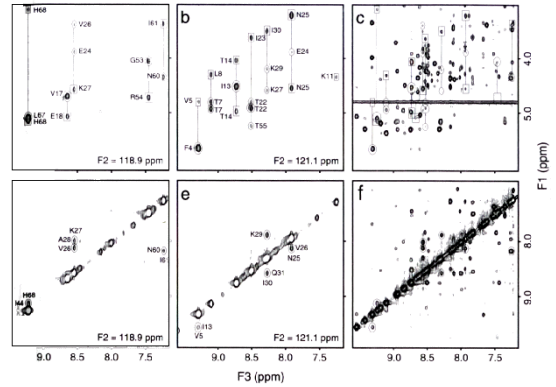 H68
V26
I61
E24
G53
N60
K27
V17
R54
L67
E18
H68
F2 = 118.9 ppm
b
N25
I30
I23
T14
E24
L8
K29
K11
I13
K27
N25
V5
T7
T22
T7
T22
T14
T55
F4
F2 = 121.1 ppm
c
4.0
5.0
F1 (ppm)
K27
A28
V26
N60
H68
F2 = 118.9 ppm
e
K29
V26
N25
Q31
I30
I13
V5
F2 = 121.1 ppm
f
8.0
9.0
9.0 8.5 8.0 7.5
9.0 8.5 8.0 7.5
9.0 8.5 8.0 7.5
F3 (ppm)